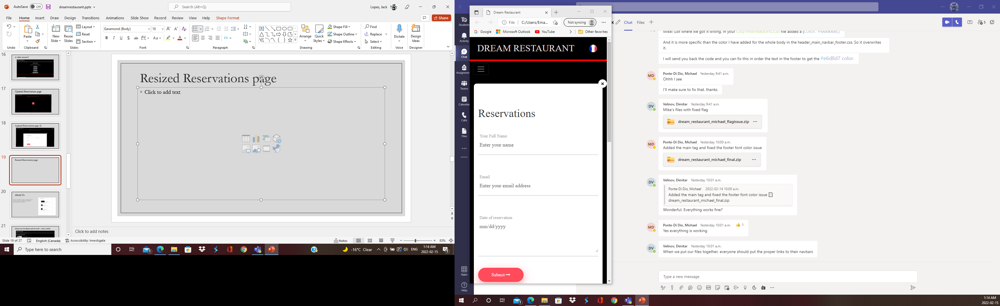 AutoSave
Off
dreamrestaurant.pptx
Search (Alt+Q)
Lopes, Jack
File
Home
Insert
Draw
Design
Transitions
Animations
Slide Show
Record
Review
View
Help
Shape Format
Share
Paste
New
Slide
Reuse
Slides
Layout
Reset
Section
Garamond (Body)
18
Shape Fill
Shape Outline
Shape Effects
Arrange
Quick
Styles
Find
Replace
Select
Dictate
Design
Ideas
Undo
Clipboard
Slides
Font
Paragraph
Drawing
Editing
Voice
Designer
16
A table anyone?
17
Updated Reservations page
18
Updated Reservations page (2)
19
Resized Reservations page
20
About Us
21
Resized Reservations page
Click to add text
Click to add notes
Slide 19 of 27
English (Canada)
Accessibility: Investigate
Notes
83%
Type here to search
-16°C Clear
ENG
1:14 AM
2022-02-15
5
Dream Restaurant
File
C:/Users/Ema...
Not syncing
Google
Microsoft Outlook
YouTube
Other favorites
DREAM RESTAURANT
Reservations
Your Full Name
Enter your name
Email
Enter your email address
Date of reservation
mm/dd/yyyy
Submit
Students
Activity
Chat
Assignmen
Teams
Calenda
Calls
Files
Apps
Help
x
Chat
Files
5
Mike! Got where we got it wrong. In your css/reservations.css file added a {color: #666666;}
And it is more specific than the color I have added for the whole body in the header_main_navbar_footer.css. So it overwrites
it.
I will send you back the code and you can fix this in order the text in the footer to get the #e6d8d7 color.
MD
Ponte-Di Dio, Michael Yesterday 9:41 a.m.
Ohhh I see
I'll make sure to fix that, thanks
DV
Velinov, Dimitar Yesterday 9:41 a.m.
Mike's files with fixed flag
dream_restaurant_michael_flagissue.zip
MD
Ponte-Di Dio, Michael Yesterday 10:00 a.m.
Added the main tag and fixed the footer font color issue
dream_restaurant_michael_final.zip
DV
Velinov, Dimitar Yesterday 10:01 a.m.
Ponte-Di Dio, Michael 2022-02-14 10:00 a.m.
Added the main tag and fixed the footer font color issue
dream_restaurant_michael_final.zip
Wonderful. Everything works fine?
MD
Ponte-Di Dio, Michael Yesterday 10:01 a.m. 1
Yes everything is working
DV
Velinov, Dimitar Yesterday 10:01 a.m.
When we put our files together, everyone should put the proper links to their navbars
Type a new message
1:14 AM
2022-02-15